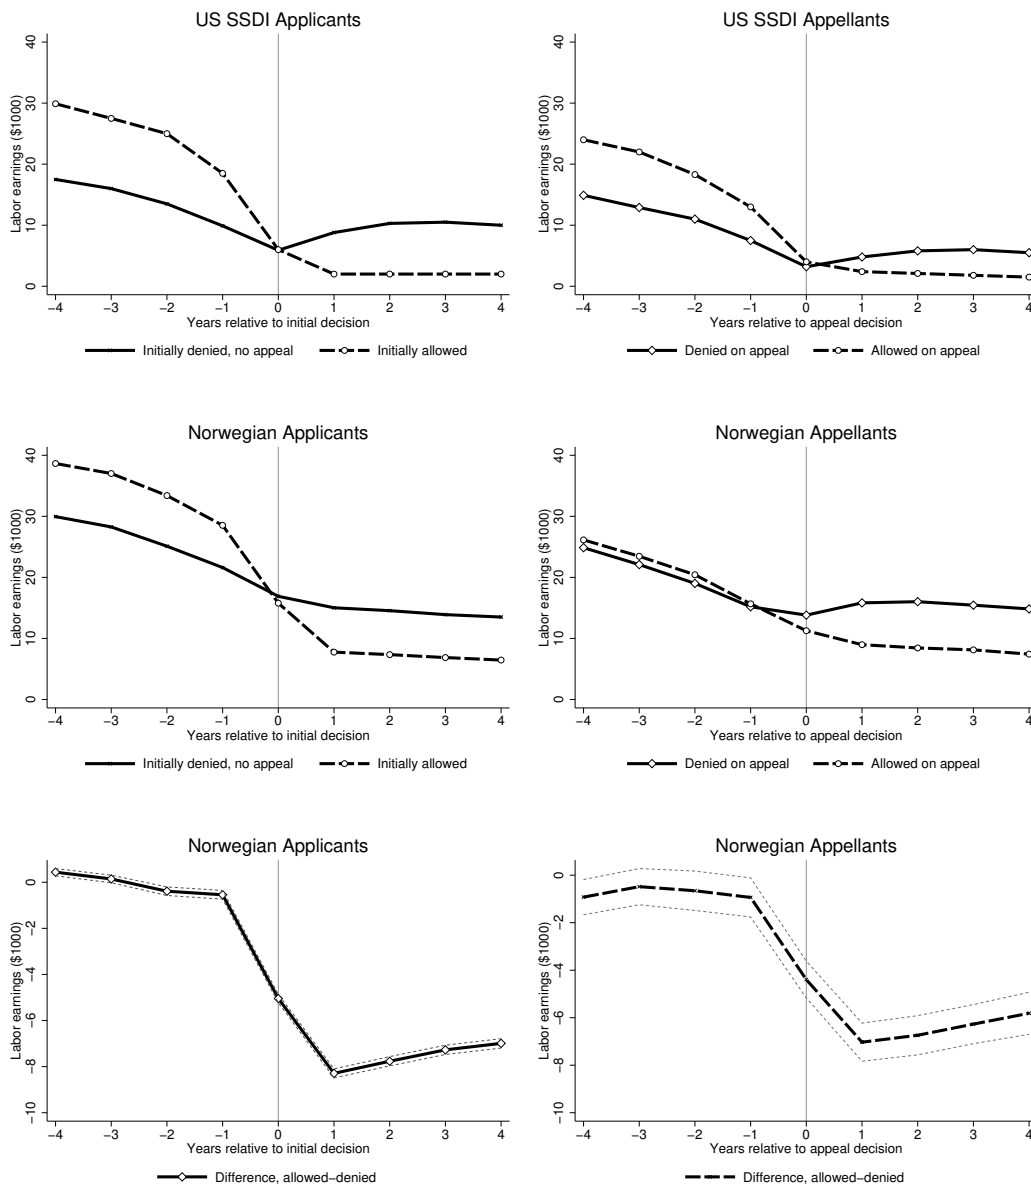 US SSDI Applicants
Labor earnings ($1000)
40
30
20
10
0
−4 −3 −2 −1 0 1 2 3 4
Years relative to initial decision
Initially denied, no appeal Initially allowed
US SSDI Appellants
Labor earnings ($1000)
40
30
20
10
0
−4 −3 −2 −1 0 1 2 3 4
Years relative to appeal decision
Denied on appeal Allowed on appeal
Norwegian Applicants
Labor earnings ($1000)
40
30
20
10
0
−4 −3 −2 −1 0 1 2 3 4
Years relative to initial decision
Initially denied, no appeal Initially allowed
Norwegian Appellants
Labor earnings ($1000)
40
30
20
10
0
−4 −3 −2 −1 0 1 2 3 4
Years relative to appeal decision
Denied on appeal Allowed on appeal
Norwegian Applicants
Labor earnings ($1000)
0
−2
−4
−6
−8
−10
−4 −3 −2 −1 0 1 2 3 4
Years relative to initial decision
Difference, allowed−denied
Norwegian Appellants
Labor earnings ($1000)
0
−2
−4
−6
−8
−10
−4 −3 −2 −1 0 1 2 3 4
Years relative to appeal decision
Difference, allowed−denied